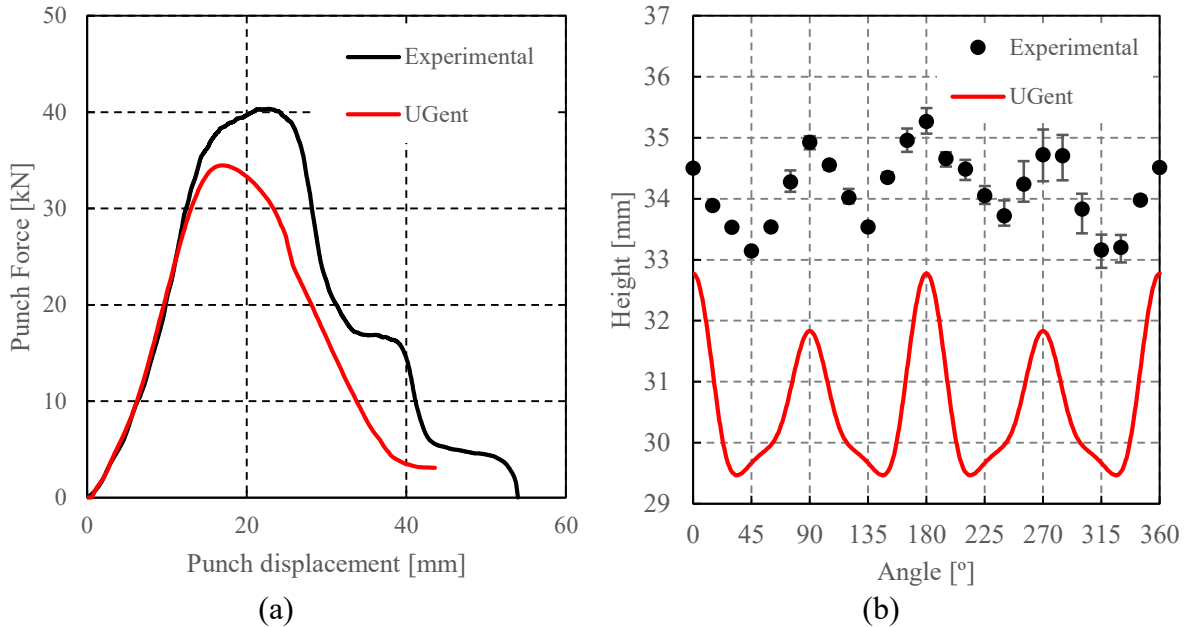 50
40
30
20
10
0
0
20
40
60
Punch Force [kN]
Punch displacement [mm]
Experimental
UGent
(a)
37
36
35
34
33
32
31
30
29
0
45
90
135
180
225
270
315
360
Height [mm]
Angle [º]
Experimental
UGent
(b)